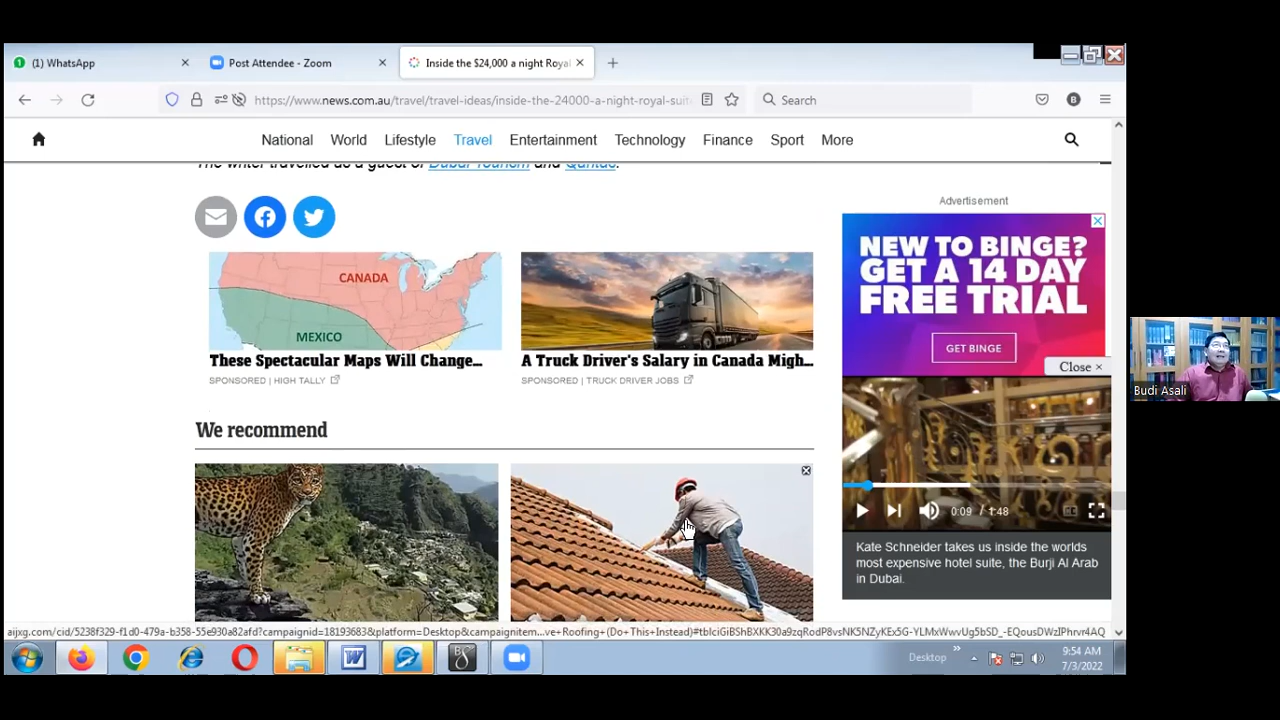 (1) WhatsApp
Post Attendee - Zoom
Inside the $24,000 a night Royal
https://www.news.com.au/travel/travel-ideas/inside-the-24000-a-night-royal-suit
Search
B
National World Lifestyle Travel Entertainment Technology Finance Sport More
The writer travelled as a guest of Dubai Tourism and Qantas.
CANADA
MEXICO
These Spectacular Maps Will Change...
SPONSORED | HIGH TALLY
A Truck Driver's Salary in Canada Migh...
SPONSORED | TRUCK DRIVER JOBS
We recommend
Advertisement
NEW TO BINGE?
GET A 14 DAY
FREE TRIAL
GET BINGE
Close ×
0:09 / 1:48
Kate Schneider takes us inside the worlds
most expensive hotel suite, the Burji Al Arab
in Dubai.
Budi Asali
Desktop
9:54 AM
7/3/2022